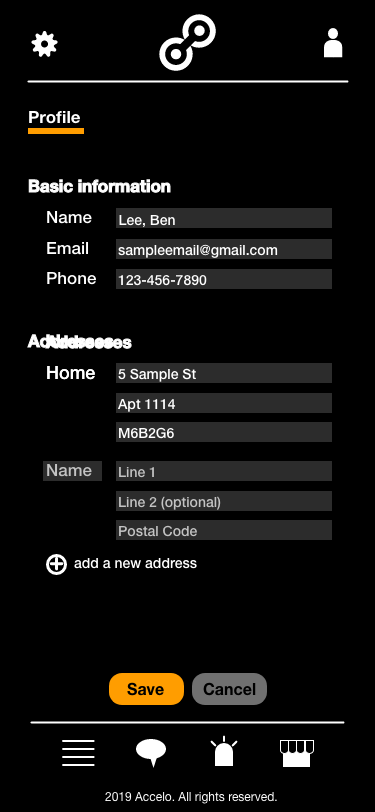 Profile
Basic information
Name Lee, Ben
Email sampleemail@gmail.com
Phone 123-456-7890
Addresses
Home 5 Sample St
Apt 1114
M6B2G6
Name Line 1
Line 2 (optional)
Postal Code
add a new address
Save Cancel
2019 Accelo. All rights reserved.